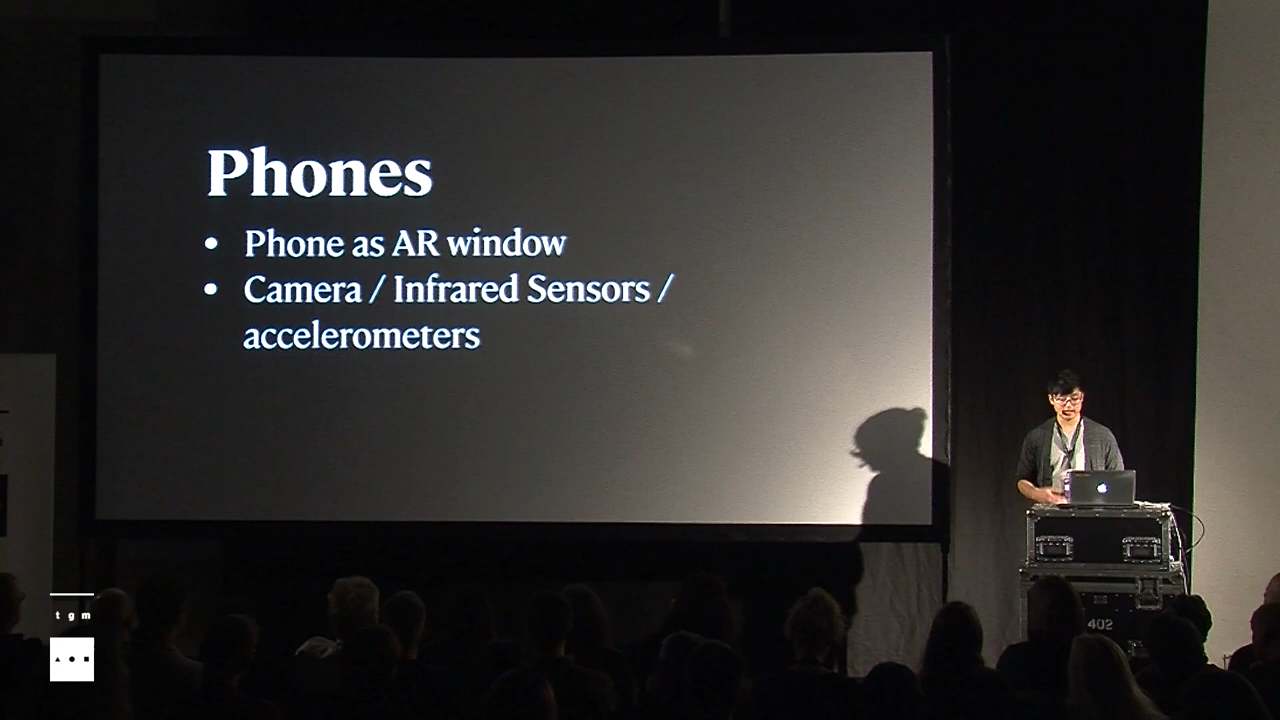 Phones
• Phone as AR window
• Camera / Infrared Sensors /
accelerometers
402
tgm